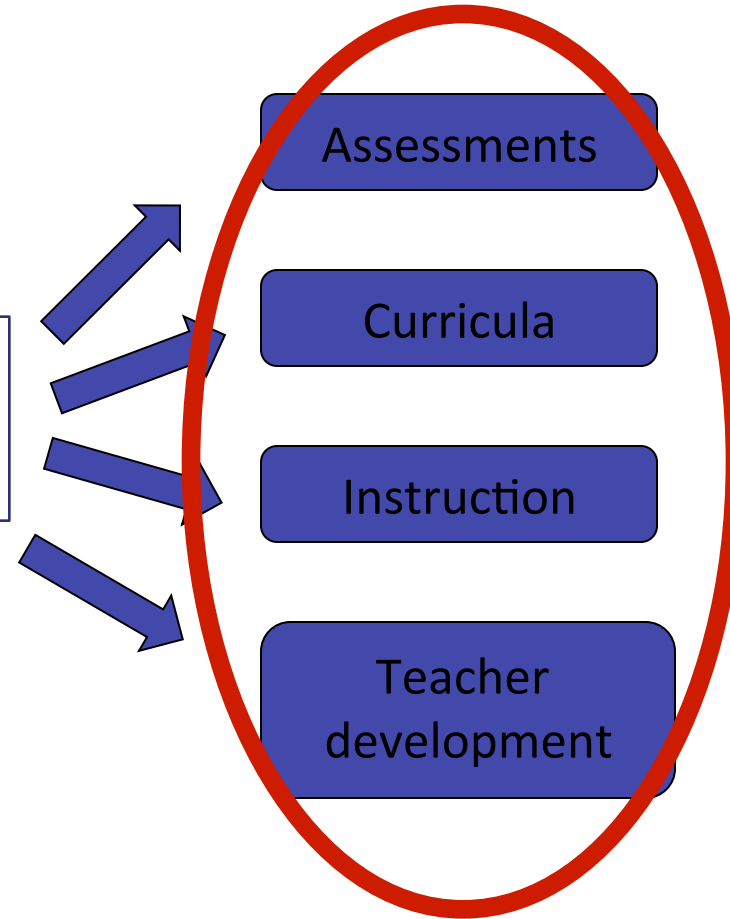 Assessments
Curricula
Instruction
Teacher
development